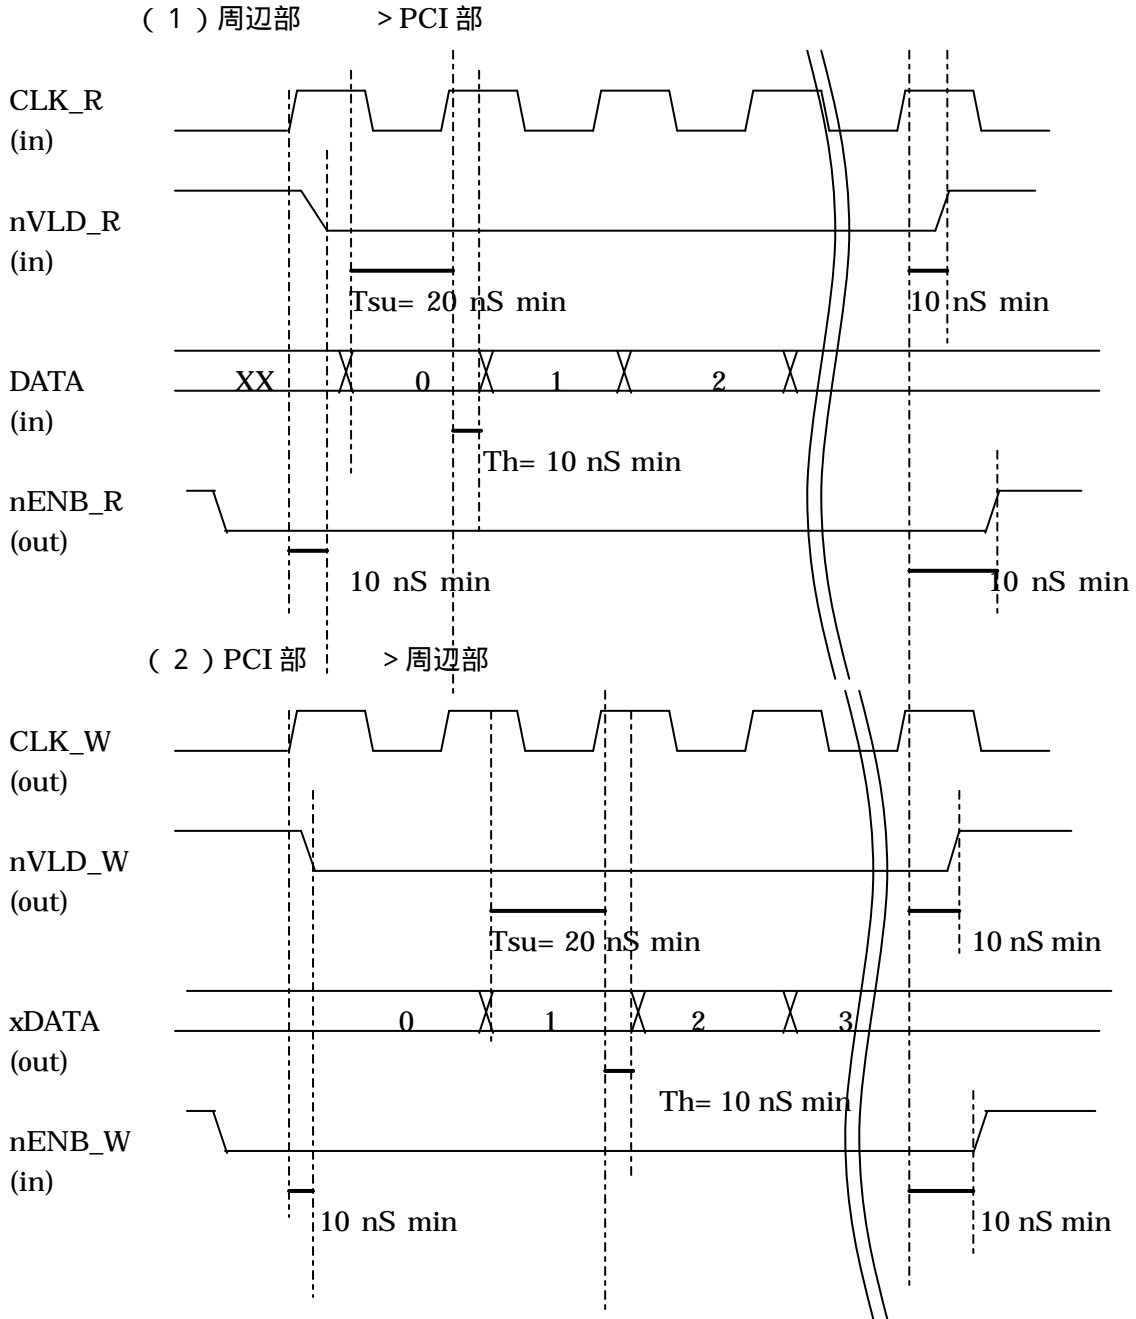 （１）周辺部　　　> PCI 部
CLK_R
(in)
nVLD_R
(in)
Tsu= 20 nS min
10 nS min
DATA
(in)
XX 0 1 2
Th= 10 nS min
nENB_R
(out)
10 nS min
10 nS min
（２）PCI 部　　　> 周辺部
CLK_W
(out)
nVLD_W
(out)
Tsu= 20 nS min
10 nS min
xDATA
(out)
0 1 2 3
Th= 10 nS min
nENB_W
(in)
10 nS min
10 nS min